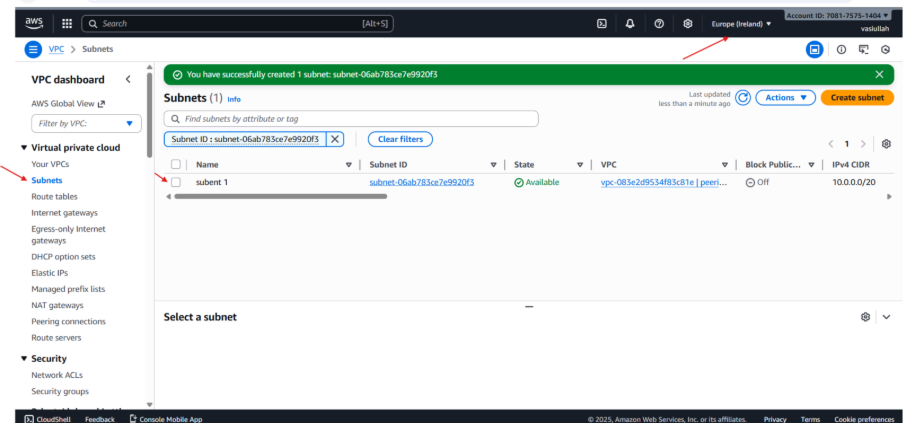 aws
Search
[Alt+S]
Europe (Ireland) ▼
Account ID: 7081-7575-1404 ▼
vasiullah
VPC > Subnets
VPC dashboard
AWS Global View
Filter by VPC:
▼ Virtual private cloud
Your VPCs
Subnets
Route tables
Internet gateways
Egress-only Internet
gateways
DHCP option sets
Elastic IPs
Managed prefix lists
NAT gateways
Peering connections
Route servers
▼ Security
Network ACLs
Security groups
You have successfully created 1 subnet: subnet-06ab783ce7e9920f3
Subnets (1) Info
Last updated
less than a minute ago
Actions ▼
Create subnet
Find subnets by attribute or tag
Subnet ID : subnet-06ab783ce7e9920f3
Clear filters
1
Name Subnet ID State VPC Block Public... IPv4 CIDR
subent 1 subnet-06ab783ce7e9920f3 Available vpc-083e2d9534f83c81e | peeri... Off 10.0.0.0/20
Select a subnet
CloudShell Feedback Console Mobile App © 2025, Amazon Web Services, Inc. or its affiliates. Privacy Terms Cookie preferences